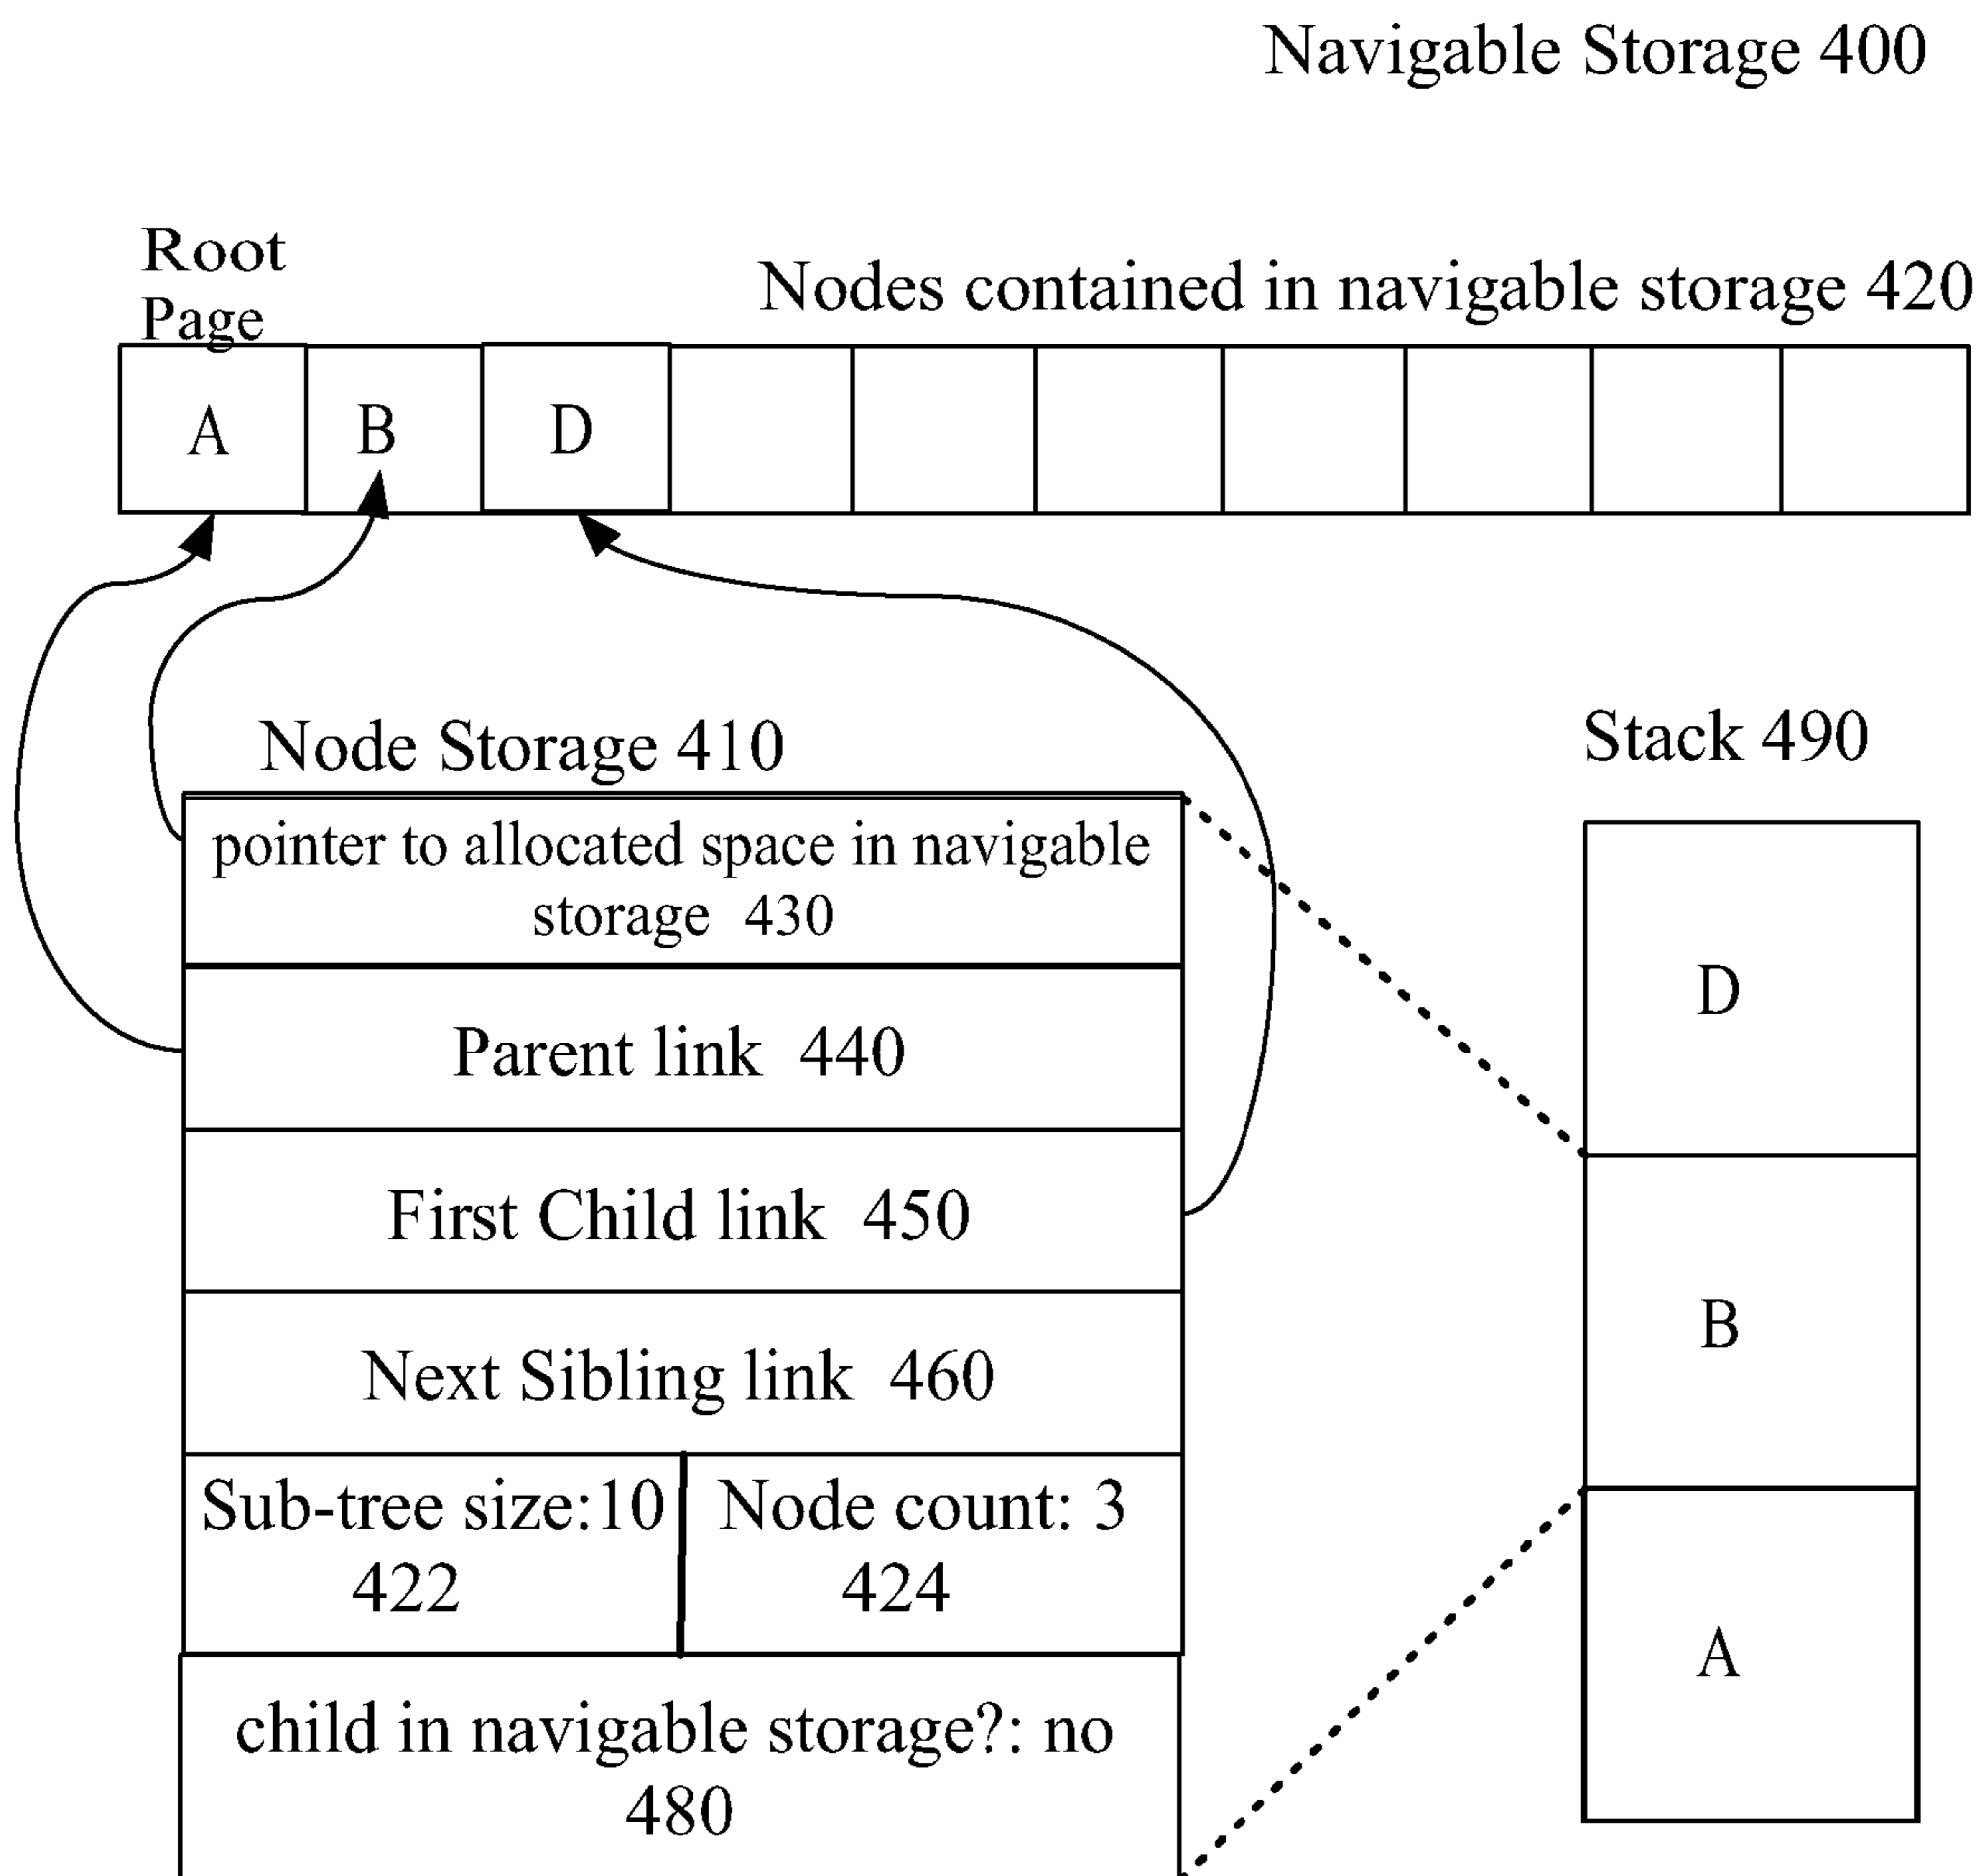 Navigable Storage 400
Root
Page
Nodes contained in navigable storage 420
A
B
D
Node Storage 410
Stack 490
pointer to allocated space in navigable
storage 430
Parent link 440
First Child link 450
Next Sibling link 460
Sub-tree size:10
422
Node count: 3
424
child in navigable storage?: no
480
D
B
A